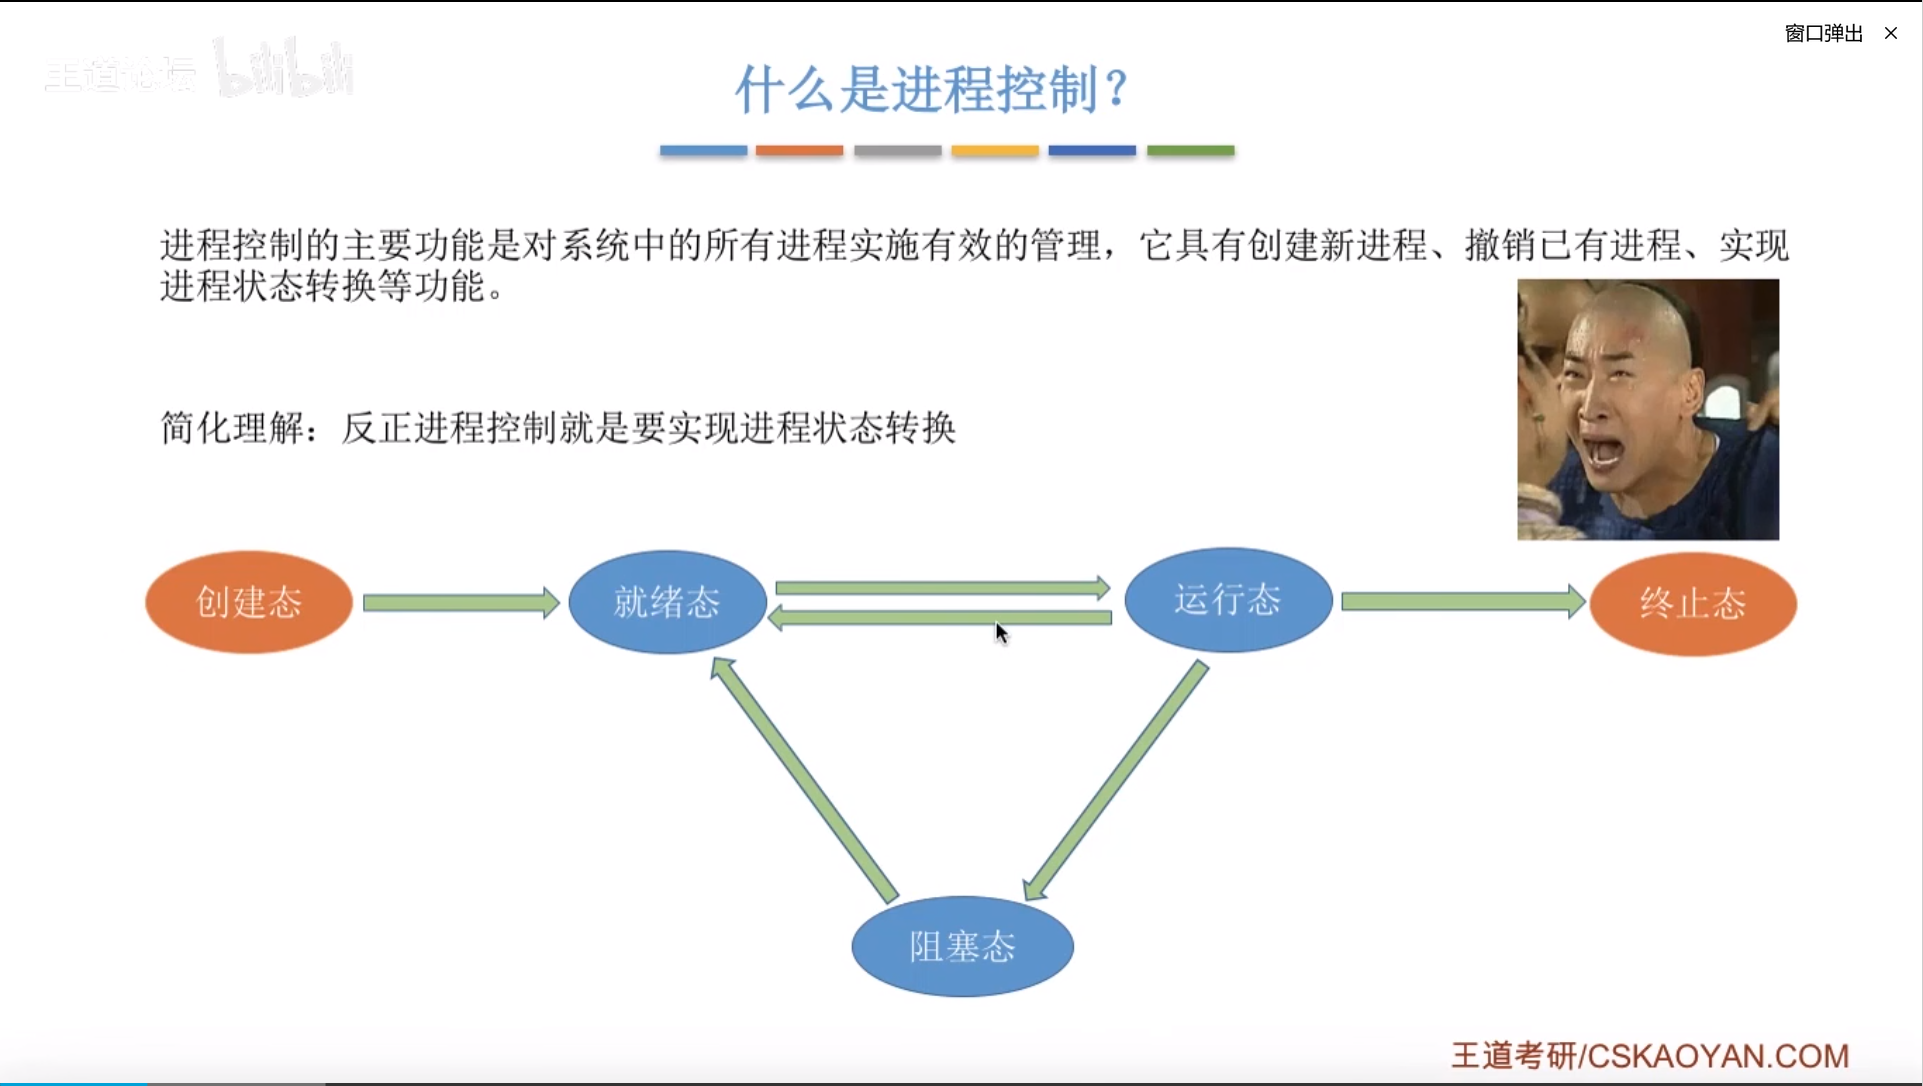 窗口弹出 ×
王道论坛 bilibili
什么是进程控制？
进程控制的主要功能是对系统中的所有进程实施有效的管理，它具有创建新进程、撤销已有进程、实现
进程状态转换等功能。
简化理解：反正进程控制就是要实现进程状态转换
创建态
就绪态
运行态
终止态
阻塞态
王道考研/CSKAOYAN.COM